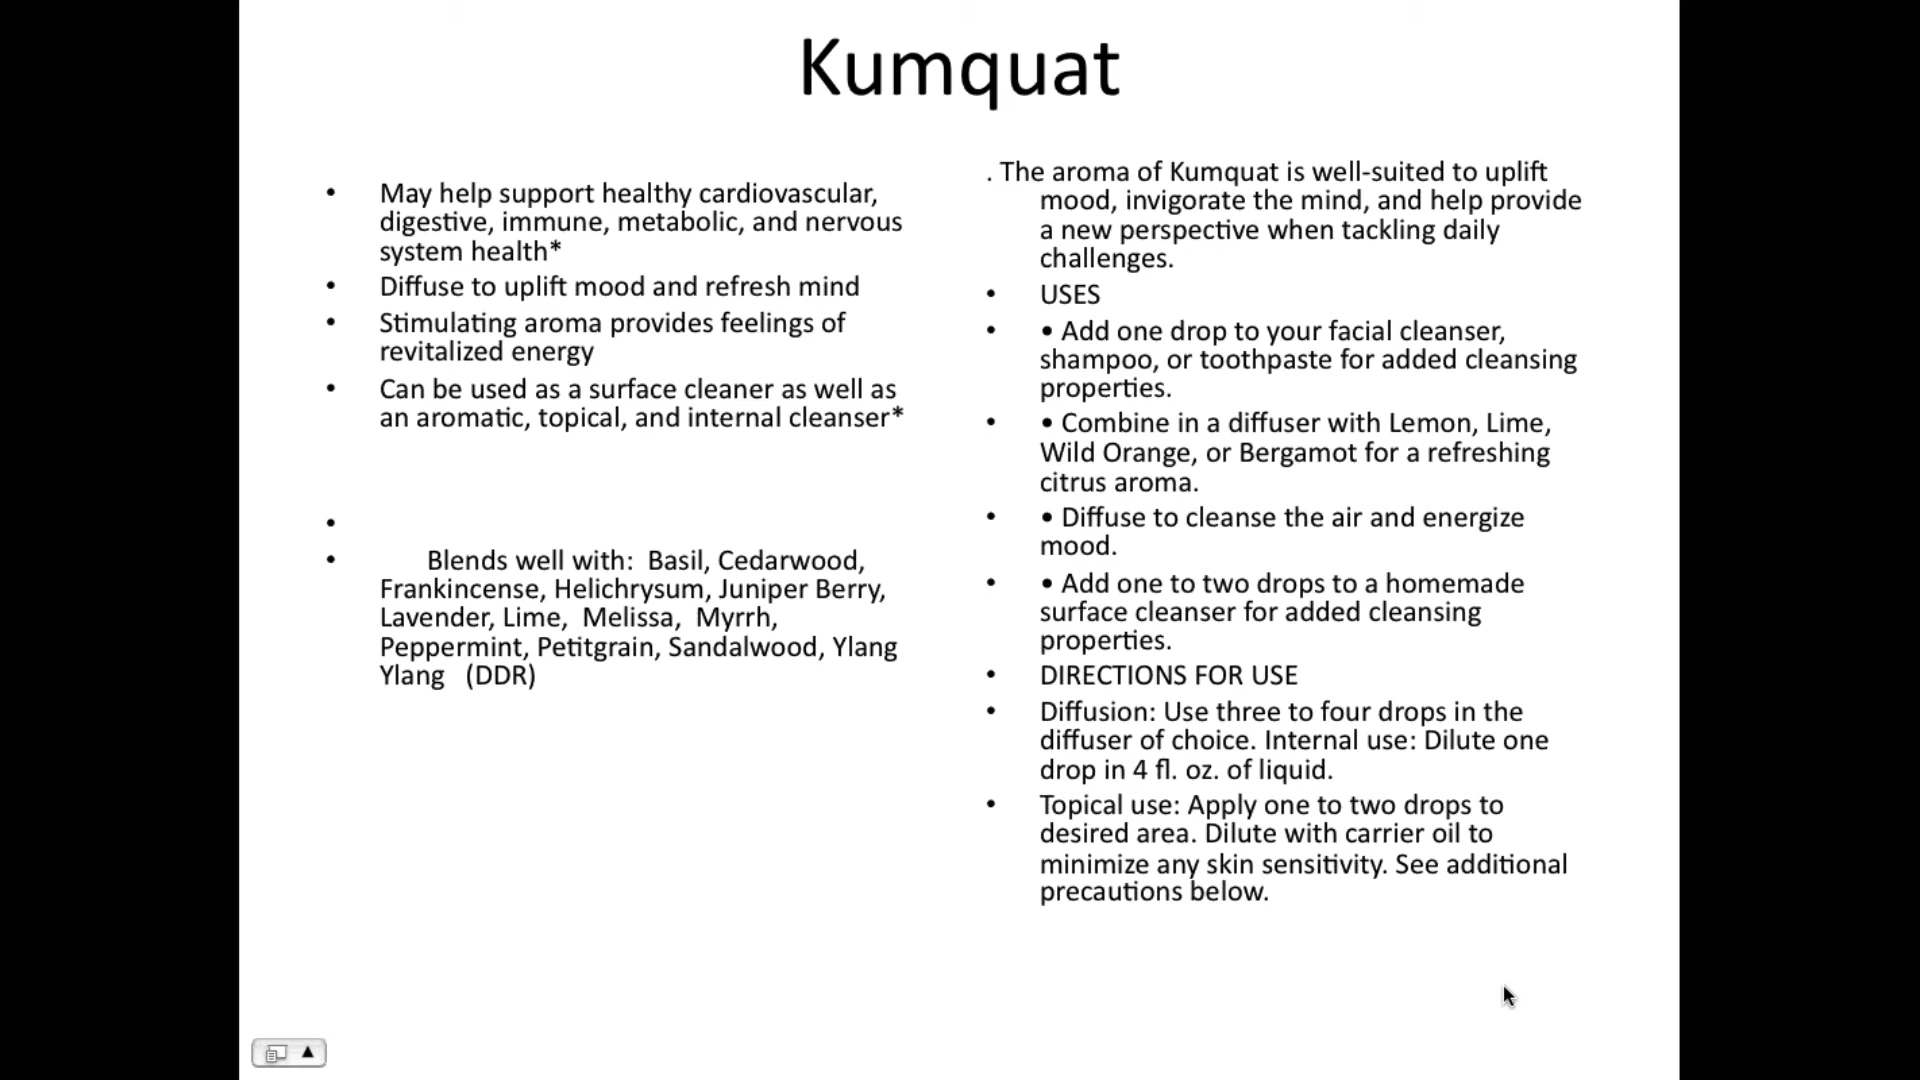 Kumquat
• May help support healthy cardiovascular,
digestive, immune, metabolic, and nervous
system health*
• Diffuse to uplift mood and refresh mind
• Stimulating aroma provides feelings of
revitalized energy
• Can be used as a surface cleaner as well as
an aromatic, topical, and internal cleanser*
•
• Blends well with: Basil, Cedarwood,
Frankincense, Helichrysum, Juniper Berry,
Lavender, Lime, Melissa, Myrrh,
Peppermint, Petitgrain, Sandalwood, Ylang
Ylang (DDR)
. The aroma of Kumquat is well-suited to uplift
mood, invigorate the mind, and help provide
a new perspective when tackling daily
challenges.
• USES
• • Add one drop to your facial cleanser,
shampoo, or toothpaste for added cleansing
properties.
• • Combine in a diffuser with Lemon, Lime,
Wild Orange, or Bergamot for a refreshing
citrus aroma.
• • Diffuse to cleanse the air and energize
mood.
• • Add one to two drops to a homemade
surface cleanser for added cleansing
properties.
• DIRECTIONS FOR USE
• Diffusion: Use three to four drops in the
diffuser of choice. Internal use: Dilute one
drop in 4 fl. oz. of liquid.
• Topical use: Apply one to two drops to
desired area. Dilute with carrier oil to
minimize any skin sensitivity. See additional
precautions below.